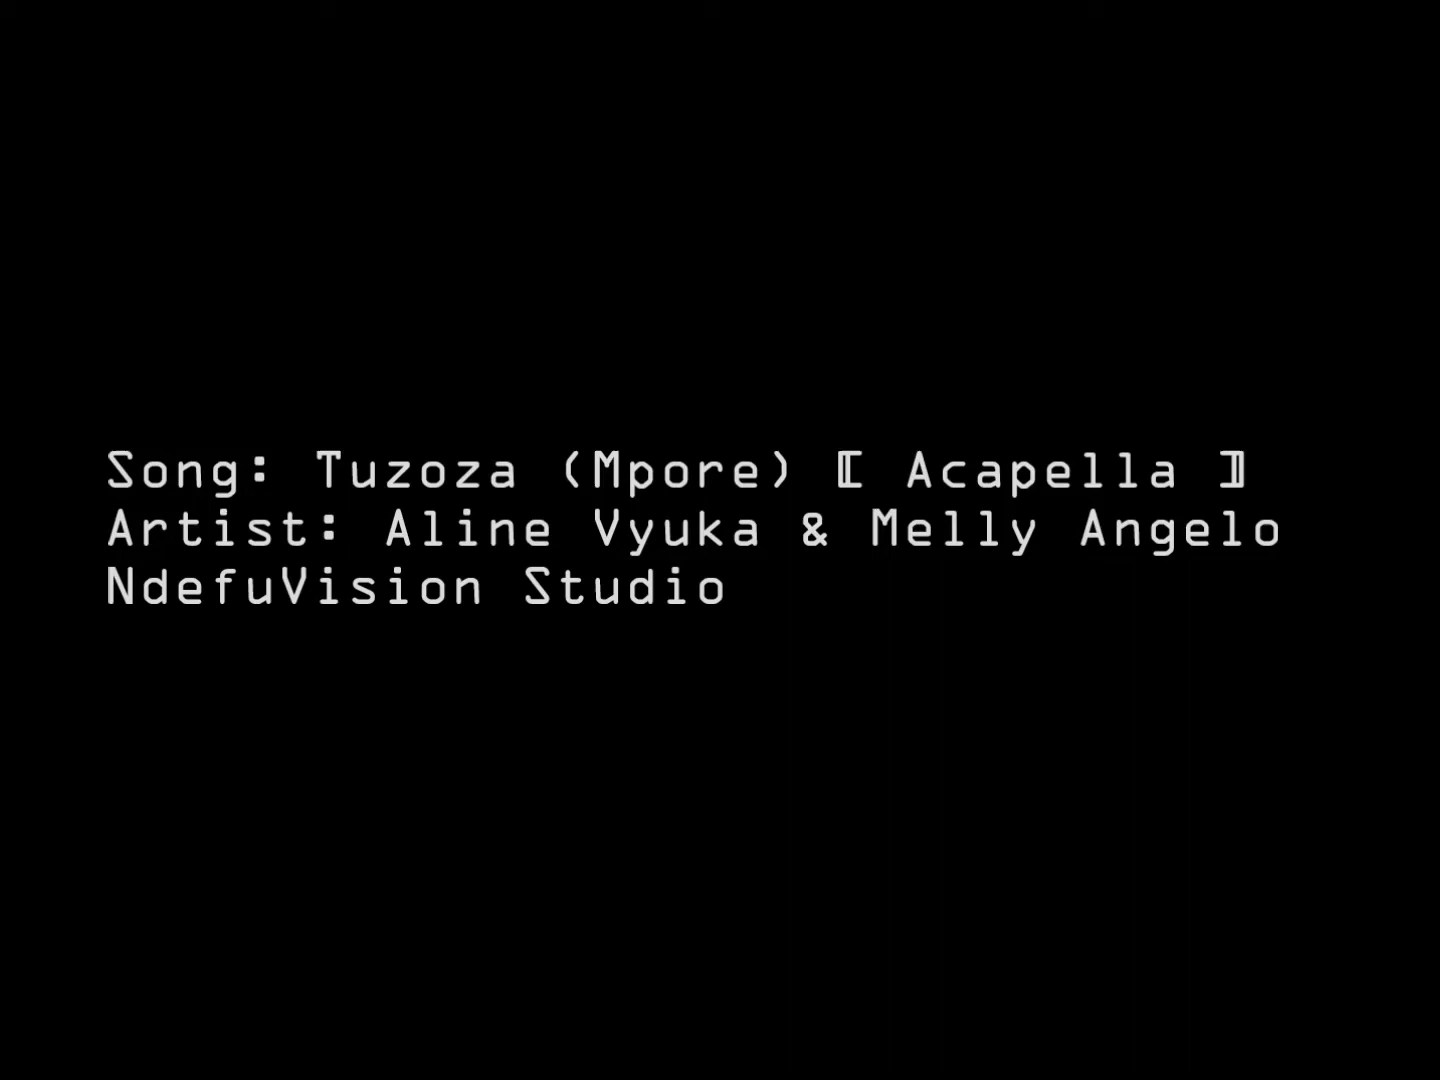 Song: Tuzoza (Mpore) 〘 Acapella 〙
Artist: Aline Vyuka & Melly Angelo
NdefuVision Studio